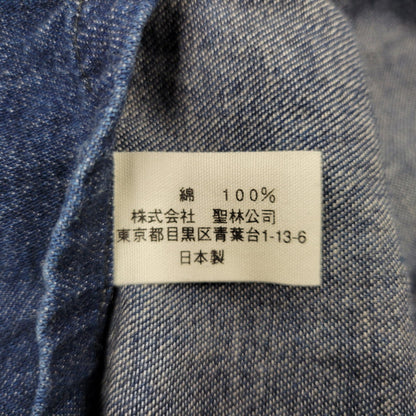 綿 100%
株式会社 聖林公司
東京都目黒区青葉台1-13-6
日本製